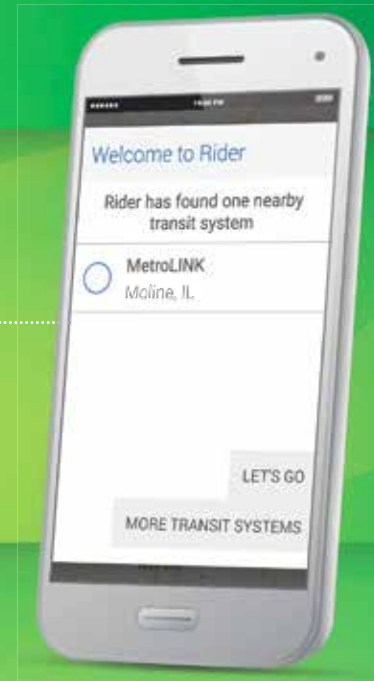 Welcome to Rider
Rider has found one nearby
transit system
MetroLINK
Moline, IL
LET'S GO
MORE TRANSIT SYSTEMS